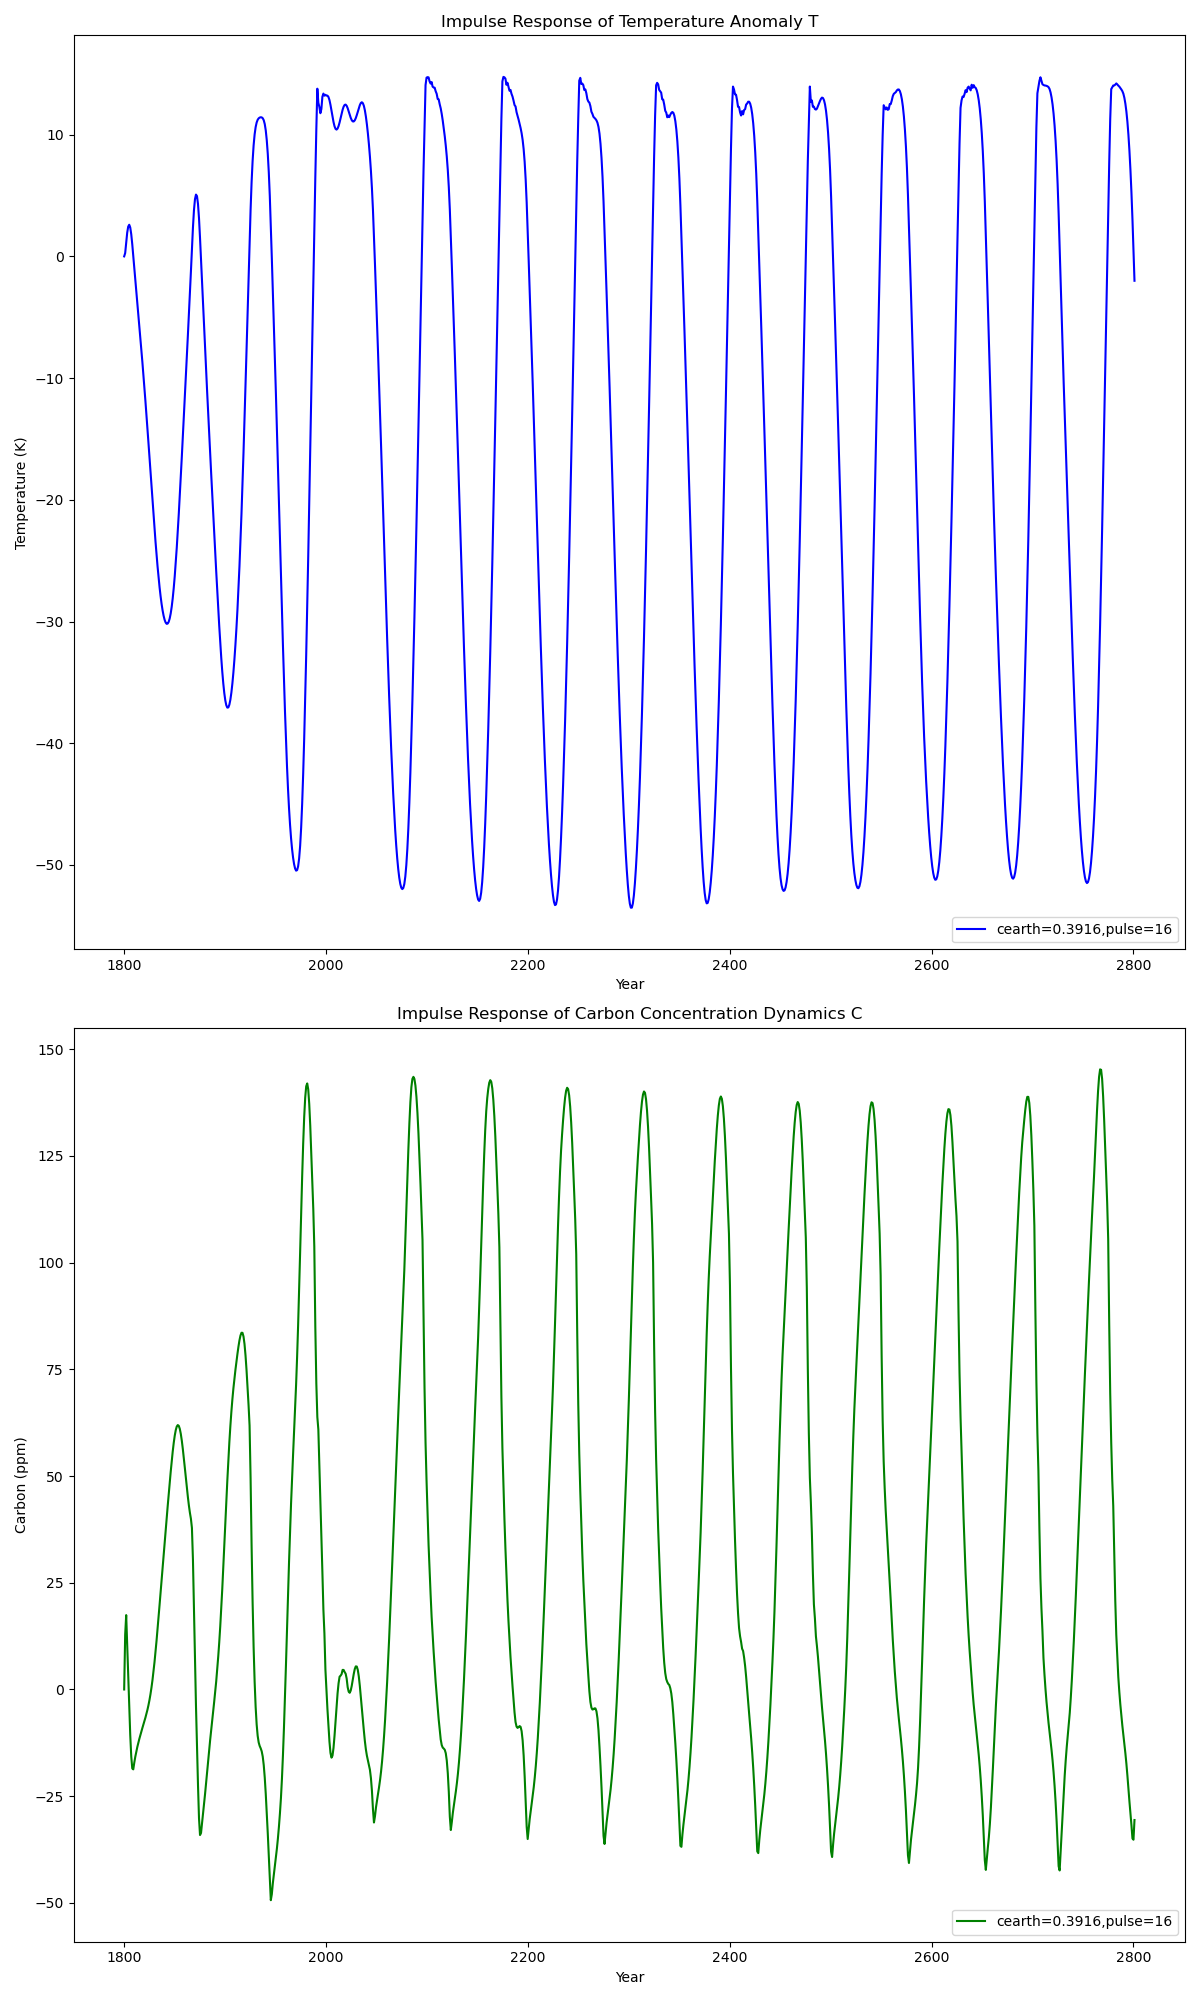 Impulse Response of Temperature Anomaly T
Temperature (K)
10
0
−10
−20
−30
−40
−50
1800 2000 2200 2400 2600 2800
Year
cearth=0.3916,pulse=16
Impulse Response of Carbon Concentration Dynamics C
Carbon (ppm)
150
125
100
75
50
25
0
−25
−50
1800 2000 2200 2400 2600 2800
Year
cearth=0.3916,pulse=16